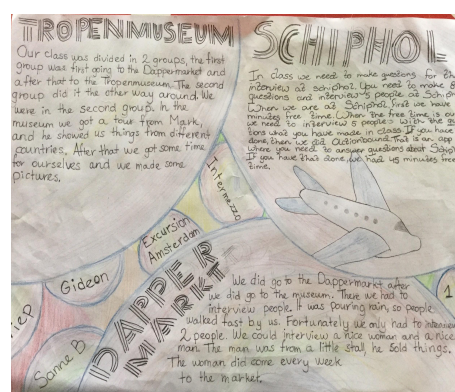 TROPENMUSEUM
Our class was divided in 2 groups, the first
group was first going to the Dappermarket and
after that to the Tropenmuseum. The second
group did it the other way around. We
were in the second group. In the
museum we got a tour from Mark,
and he showed us things from different
countries. After that we got some time
for ourselves and we made some
pictures.
SCHIPHOL
In class we need to make questions for the
interview at Schiphol. You need to make
questions and interview 5 people at Schiphol.
When we are at Schiphol first we have
minutes free time. When the free time is over
we need to interview 5 people with the
tions what you have made in class. If you have
done, then we did Actionbound. That is an app
where you need to answer questions about
If you have that done, we had 45 minutes free
time.
Intermezzo
Excursion
Amsterdam
Gideon
iep
Sanne B
1
DAPPER
MARKT
We did go to the Dappermarkt after
we did go to the museum. There we had to
interview people. It was pouring rain, so people
walked fast by us. Fortunately we only had to interview
2 people. We could interview a nice woman and a nice
man. The man was from a little stall, he sold things.
The woman did come every week
to the market.